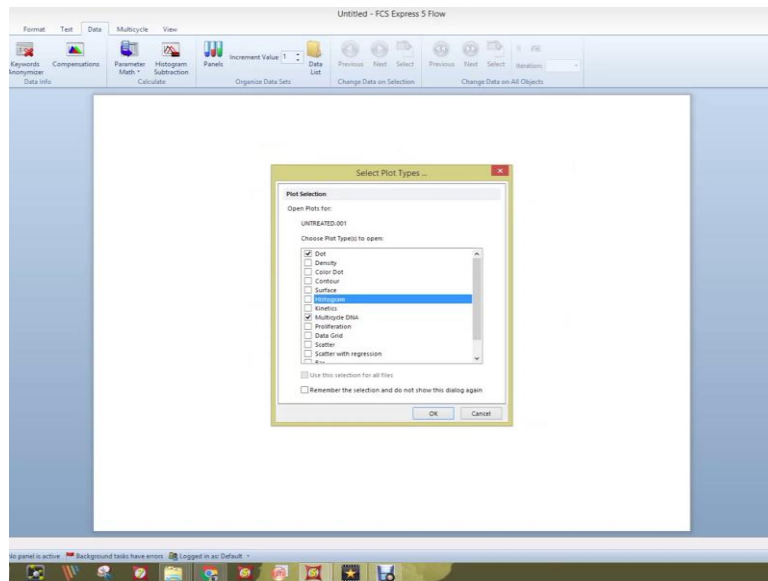 Untitled - FCS Express 5 Flow
Format Text Data Multicycle View
Keywords Anonymizer
Compensations
Data Info
Parameter Math
Histogram Subtraction
Calculate
Panels
Increment Value 1
Data List
Organize Data Sets
Previous Next Select
Change Data on Selection
Previous Next Select
Iteration:
Change Data on All Objects
Select Plot Types ...
Plot Selection
Open Plots for:
UNTREATED.001
Choose Plot Type(s) to open:
Dot
Density
Color Dot
Contour
Surface
Histogram
Kinetics
Multicycle DNA
Proliferation
Data Grid
Scatter
Scatter with regression
Use this selection for all files
Remember the selection and do not show this dialog again
OK Cancel
No panel is active Background tasks have errors Logged in as: Default